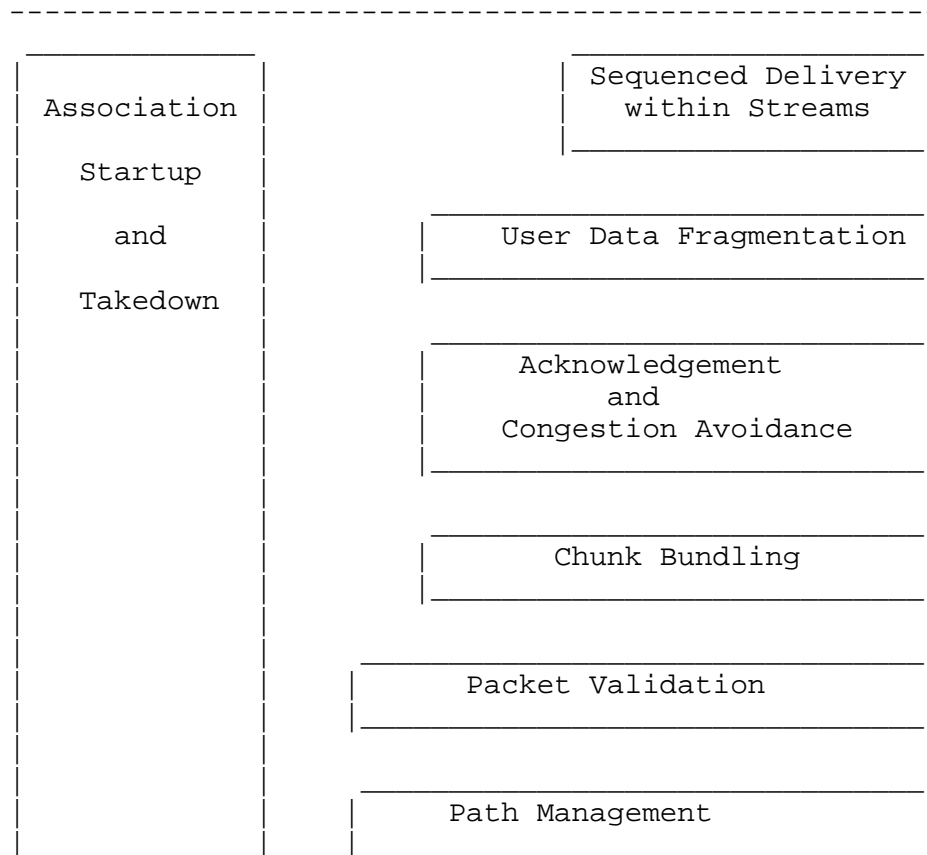 Sequenced Delivery
Association within Streams
Startup
and User Data Fragmentation
Takedown
Acknowledgement
and
Congestion Avoidance
Chunk Bundling
Packet Validation
Path Management